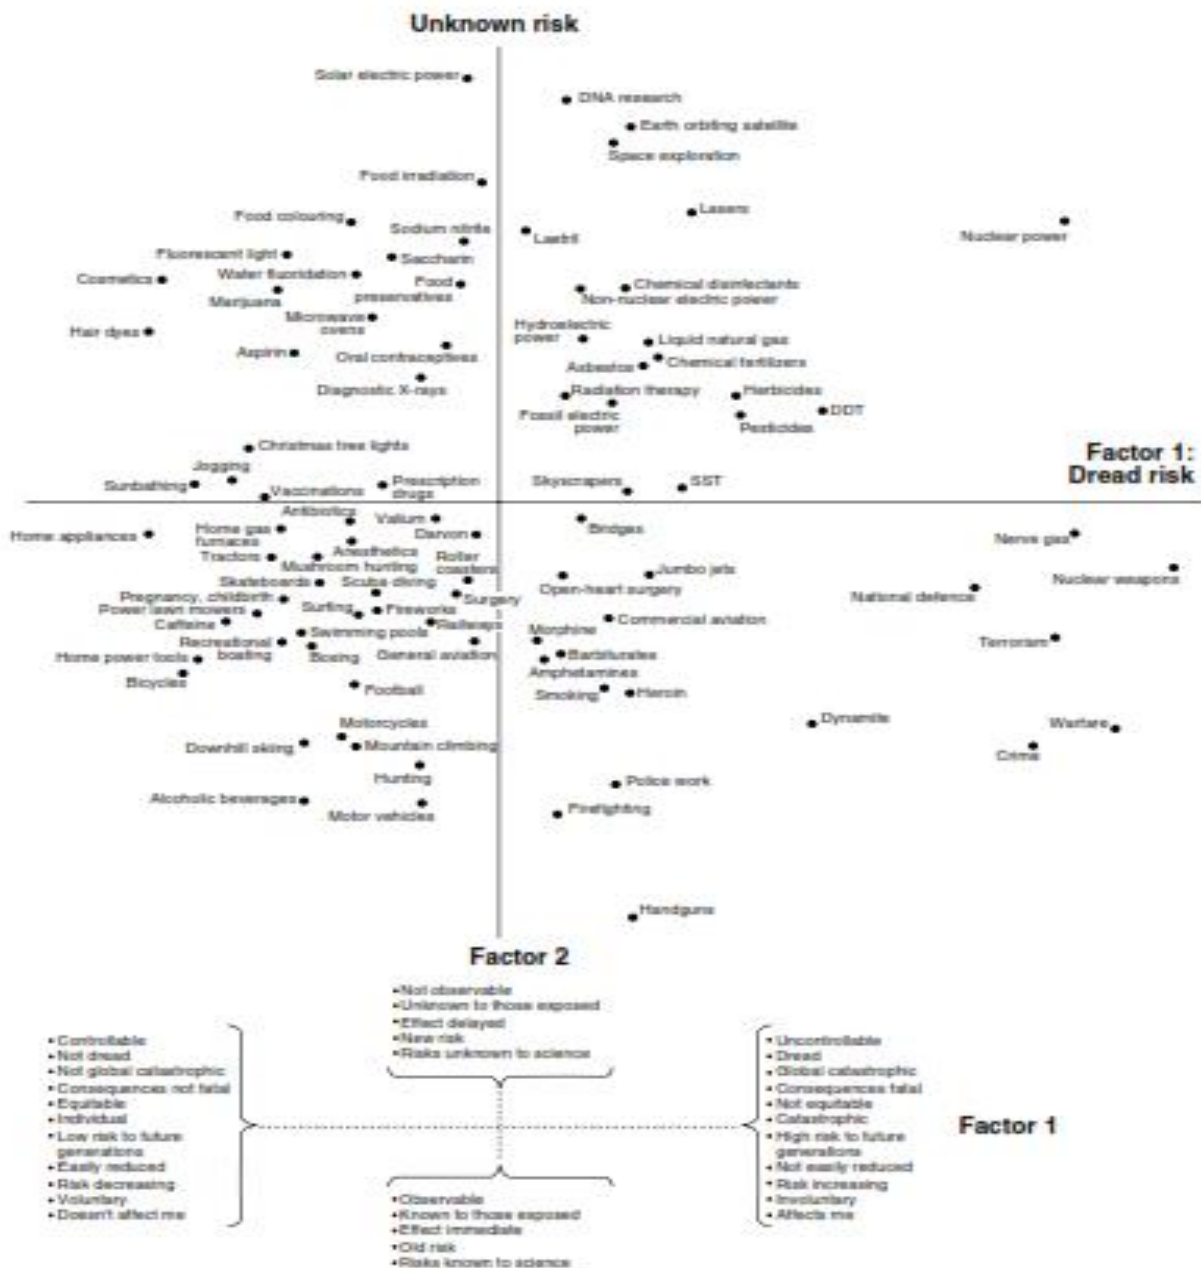 Unknown risk
Solar electric power
DNA research
Earth orbiting satellite
Space exploration
Food irradiation
Lasers
Food colouring
Sodium nitrite
Laetril
Nuclear power
Fluorescent light
Saccharin
Cosmetics
Water fluoridation
Food
preservatives
Chemical disinfectants
Marijuana
Non-nuclear electric power
Microwave
ovens
Hair dyes
Hydroelectric
power
Liquid natural gas
Aspirin
Oral contraceptives
Chemical fertilizers
Asbestos
Diagnostic X-rays
Radiation therapy
Herbicides
Fossil electric
power
DDT
Pesticides
Christmas tree lights
Factor 1:
Dread risk
Jogging
Sunbathing
Vaccinations
Prescription
drugs
Skyscrapers
SST
Antibiotics
Valium
Bridges
Home appliances
Home gas
furnaces
Darvon
Nerve gas
Anesthetics
Tractors
Mushroom hunting
Roller
coasters
Jumbo jets
Nuclear weapons
Skateboards
Scuba diving
Open-heart surgery
National defence
Pregnancy, childbirth
Surgery
Power lawn mowers
Surfing
Fireworks
Caffeine
Railways
Commercial aviation
Swimming pools
Morphine
Terrorism
Recreational
boating
Boxing
General aviation
Home power tools
Barbiturates
Amphetamines
Bicycles
Football
Smoking
Heroin
Motorcycles
Dynamite
Warfare
Downhill skiing
Mountain climbing
Crime
Hunting
Police work
Alcoholic beverages
Motor vehicles
Firefighting
Handguns
Factor 2
• Not observable
• Unknown to those exposed
• Effect delayed
• New risk
• Risks unknown to science
• Controllable
• Not dread
• Not global catastrophic
• Consequences not fatal
• Equitable
• Individual
• Low risk to future
generations
• Easily reduced
• Risk decreasing
• Voluntary
• Doesn't affect me
• Uncontrollable
• Dread
• Global catastrophic
• Consequences fatal
• Not equitable
• Catastrophic
• High risk to future
generations
• Not easily reduced
• Risk increasing
• Involuntary
• Affects me
Factor 1
• Observable
• Known to those exposed
• Effect immediate
• Old risk
• Risks known to science